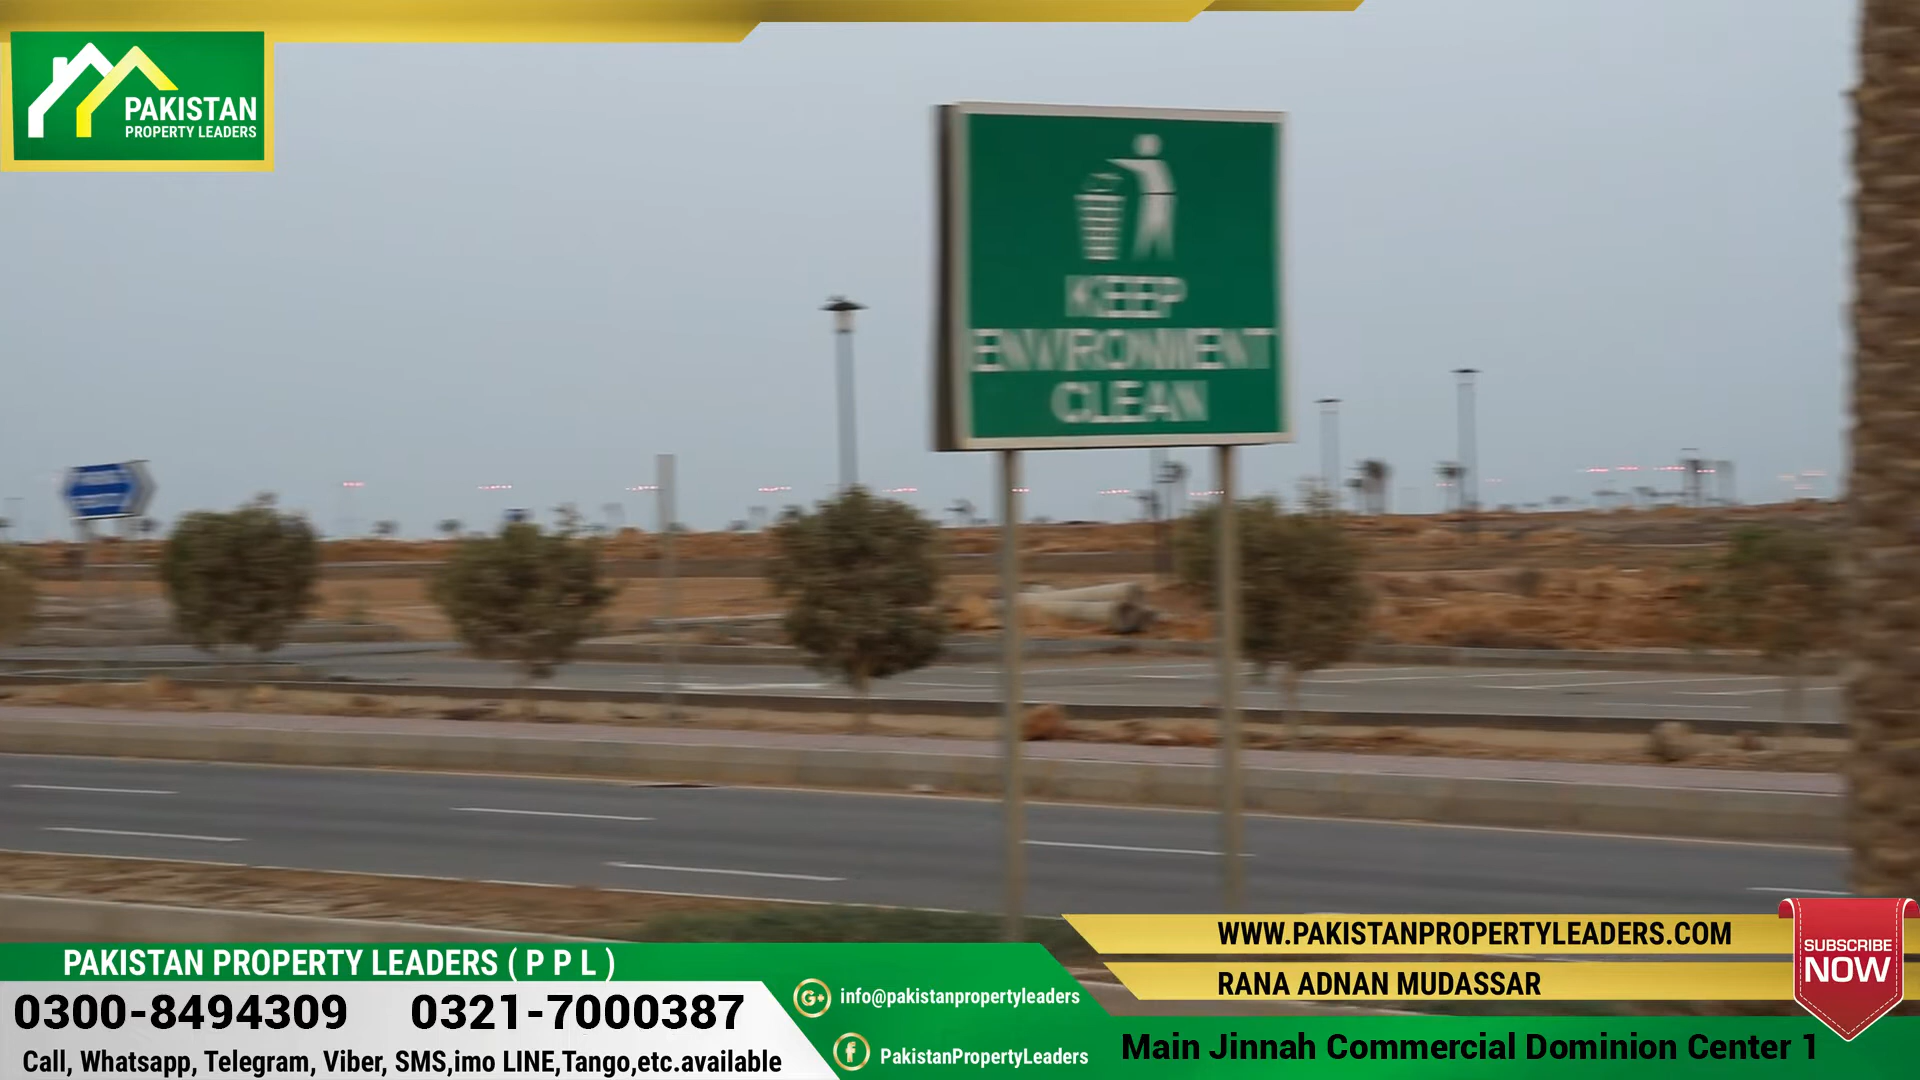 PAKISTAN
PROPERTY LEADERS
KEEP
ENVIRONMENT
CLEAN
WWW.PAKISTANPROPERTYLEADERS.COM
RANA ADNAN MUDASSAR
SUBSCRIBE
NOW
PAKISTAN PROPERTY LEADERS ( P P L )
0300-8494309 0321-7000387
Call, Whatsapp, Telegram, Viber, SMS,imo LINE,Tango,etc.available
G+ info@pakistanpropertyleaders
f PakistanPropertyLeaders
Main Jinnah Commercial Dominion Center 1